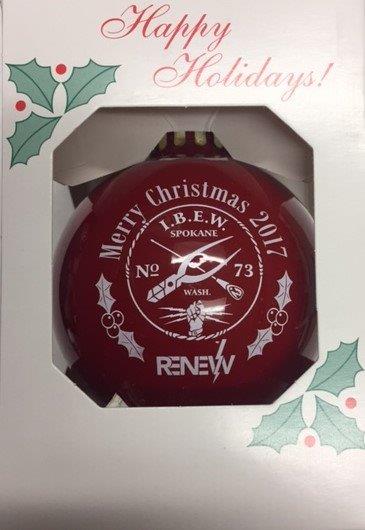 Happy
Holidays!
Merry Christmas 2017
I.B.E.W.
SPOKANE
No 73
WASH.
RENEW